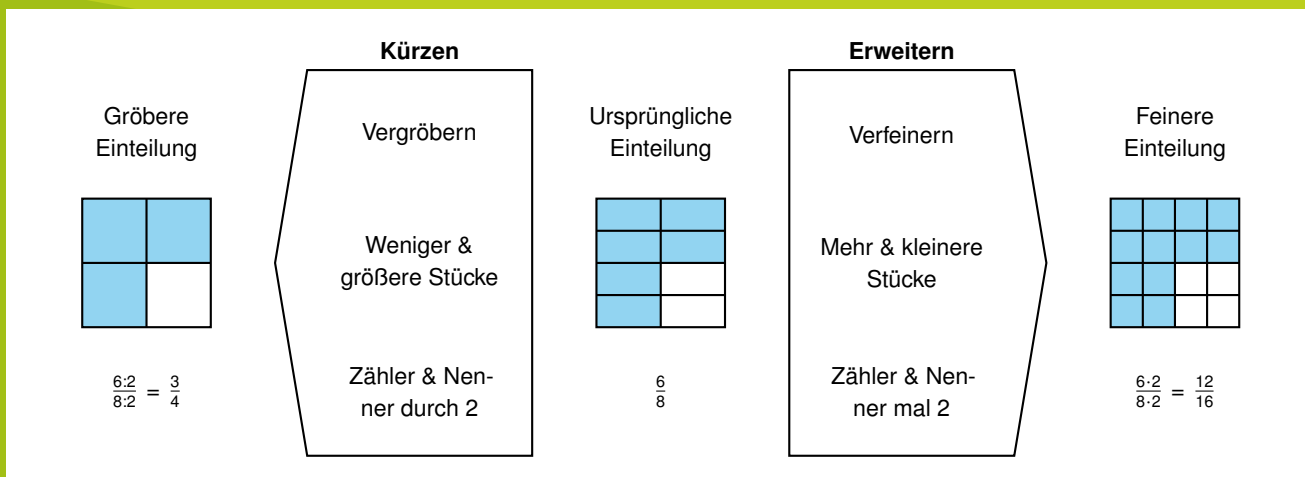 Kürzen
Erweitern
Gröbere
Einteilung
Vergröbern
Ursprüngliche
Einteilung
Verfeinern
Feinere
Einteilung
Weniger &
größere Stücke
Mehr & kleinere
Stücke
6:2/8:2 = 3/4
Zähler & Nen-
ner durch 2
6/8
Zähler & Nen-
ner mal 2
6·2/8·2 = 12/16